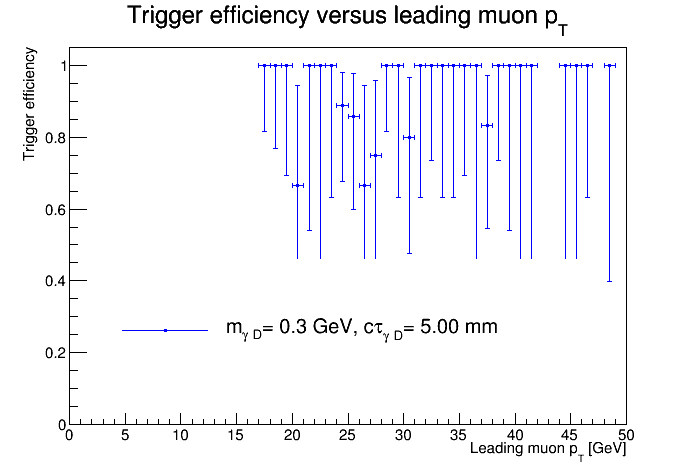 Trigger efficiency versus leading muon p_T
Trigger efficiency
1
0.8
0.6
0.4
0.2
0
m_γD= 0.3 GeV, cτ_γD= 5.00 mm
0 5 10 15 20 25 30 35 40 45 50
Leading muon p_T [GeV]